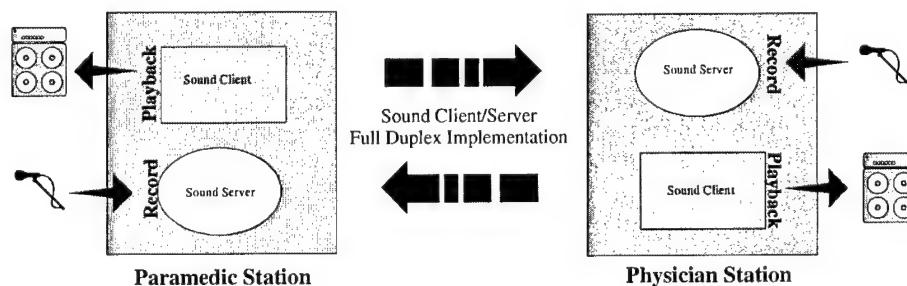 Playback
Sound Client
Record
Sound Server
Paramedic Station
Sound Client/Server
Full Duplex Implementation
Sound Server
Record
Sound Client
Playback
Physician Station